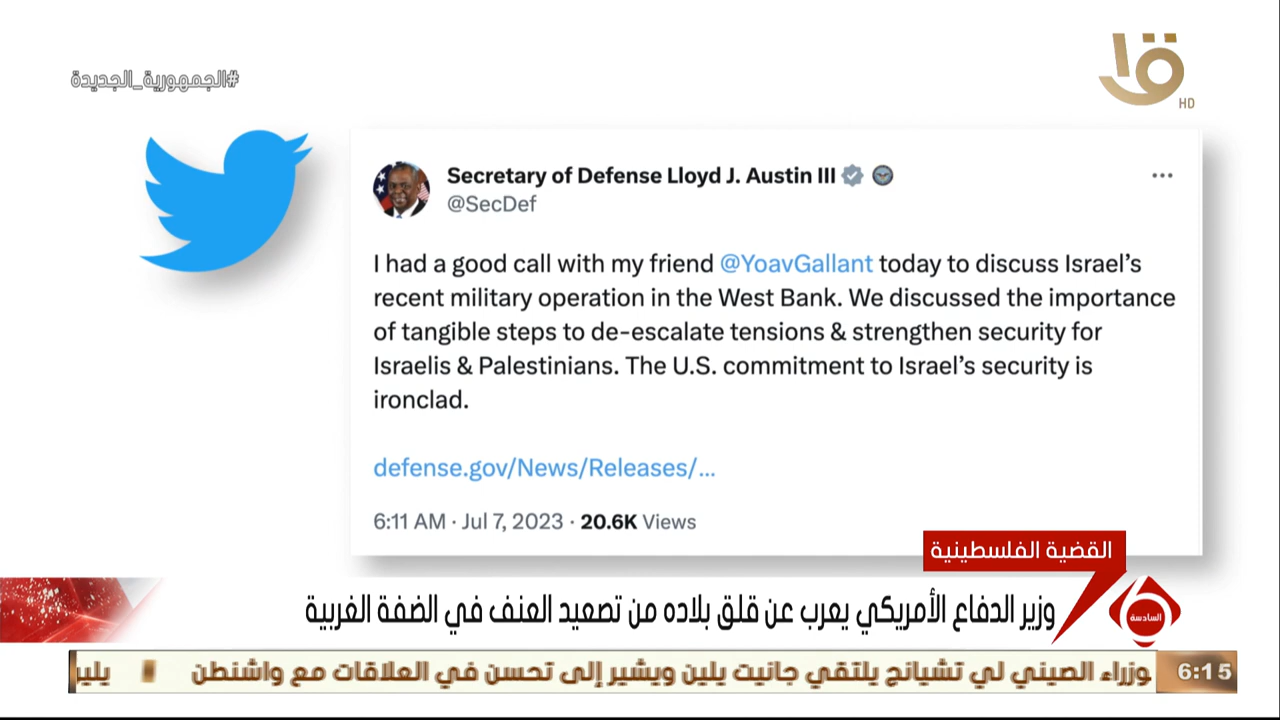 #الجمهورية_الجديدة
HD
Secretary of Defense Lloyd J. Austin III
@SecDef
I had a good call with my friend @YoavGallant today to discuss Israel’s
recent military operation in the West Bank. We discussed the importance
of tangible steps to de-escalate tensions & strengthen security for
Israelis & Palestinians. The U.S. commitment to Israel’s security is
ironclad.
defense.gov/News/Releases/...
6:11 AM · Jul 7, 2023 · 20.6K Views
القضية الفلسطينية
السادسة
وزير الدفاع الأمريكي يعرب عن قلق بلاده من تصعيد العنف في الضفة الغربية
6:15
وزراء الصيني لي تشيانج يلتقي جانيت يلين ويشير إلى تحسن في العلاقات مع واشنطن